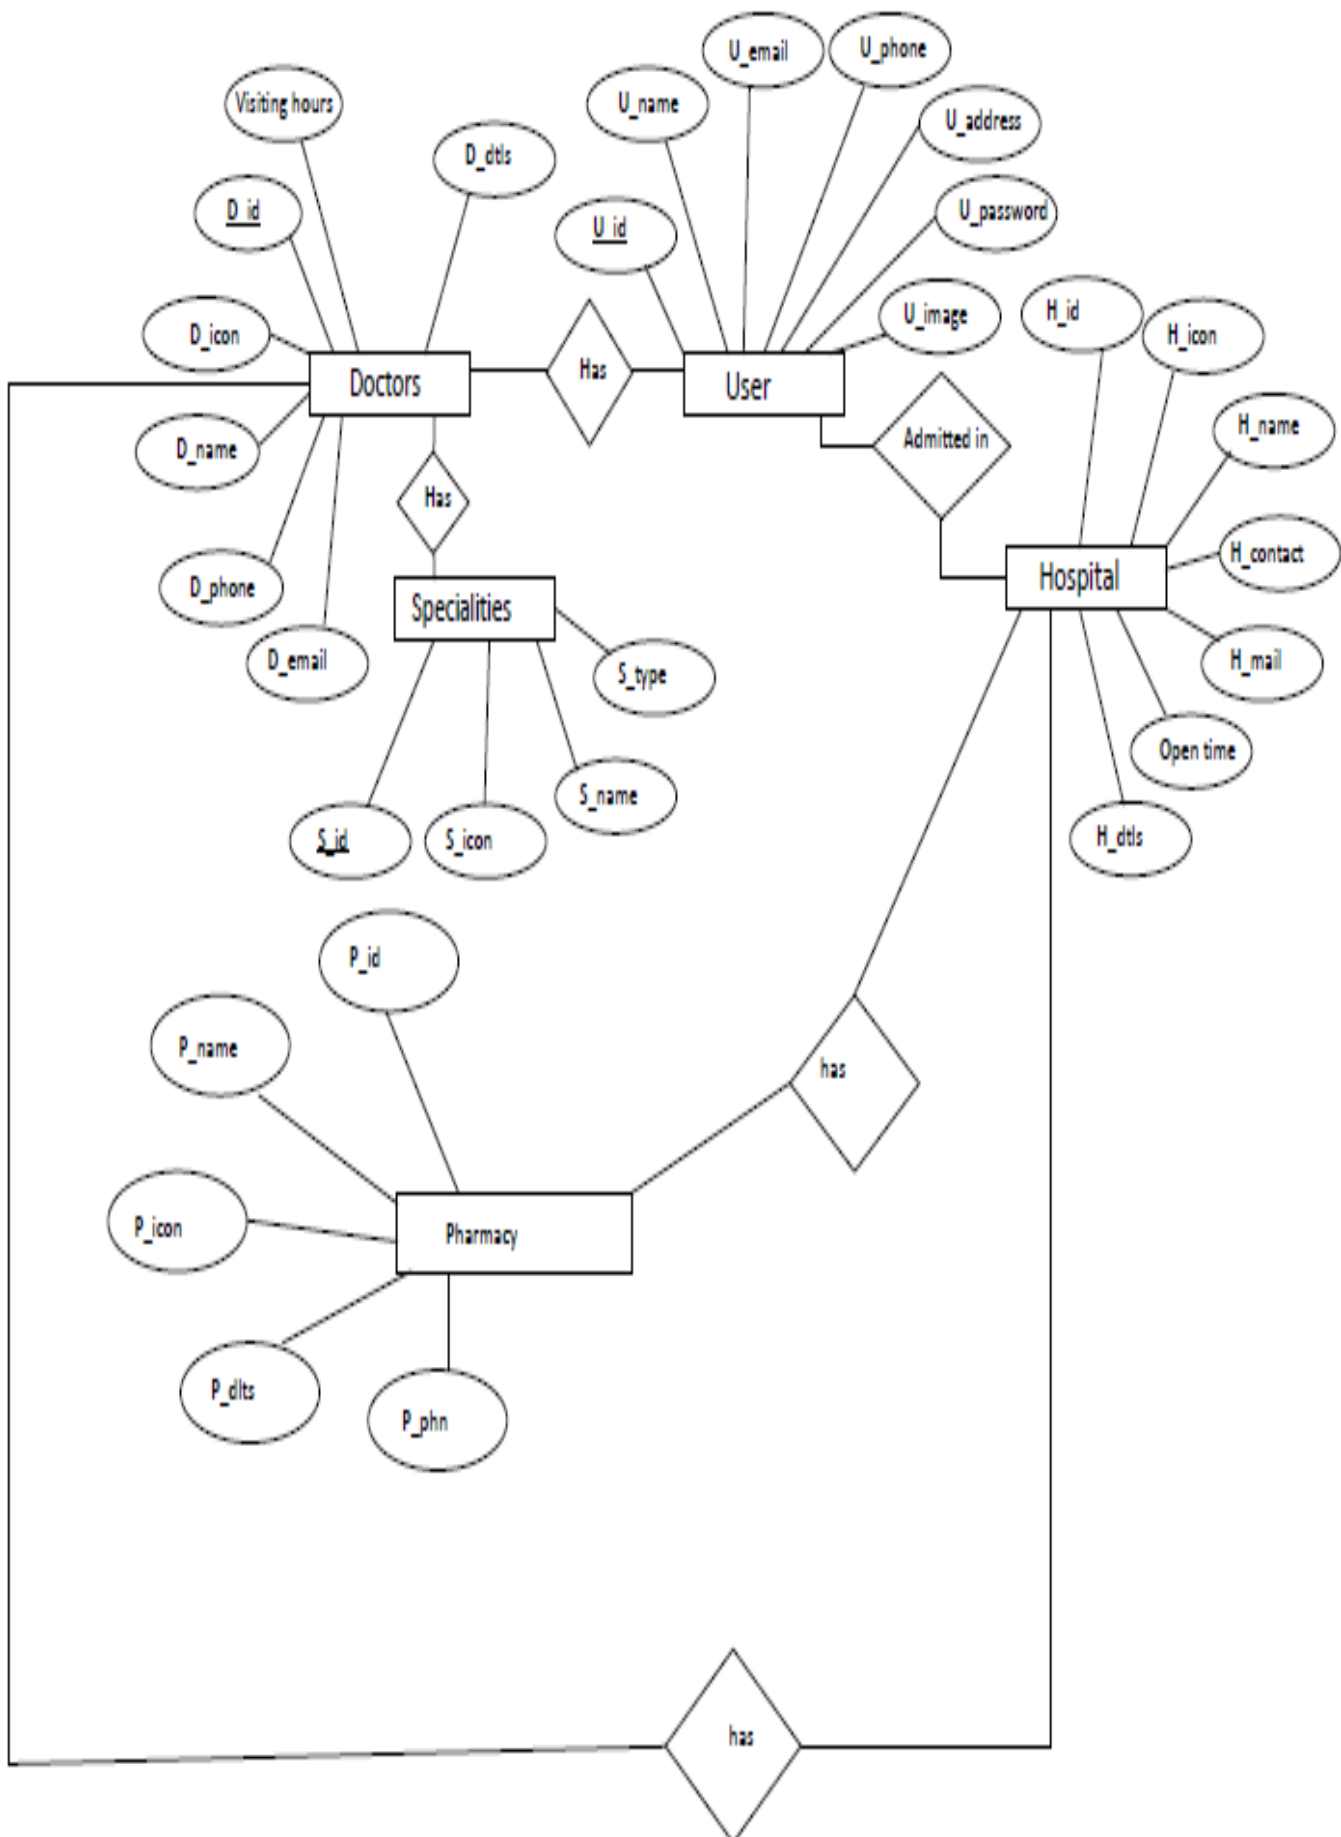 U_email
U_phone
Visiting hours
U_name
U_address
D_dtls
D_id
U_id
U_password
D_icon
U_image
H_id
H_icon
Doctors
Has
User
D_name
Has
Admitted in
H_name
D_phone
Specialities
Hospital
H_contact
D_email
S_type
H_mail
S_name
Open time
S_id
S_icon
H_dtls
P_id
P_name
has
P_icon
Pharmacy
P_dlts
P_phn
has